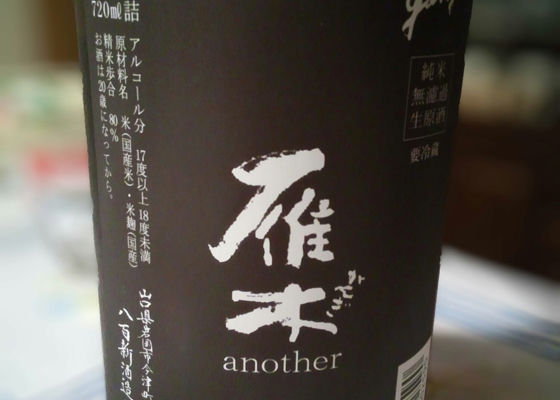 純米
無濾過
生原酒
要冷蔵
雁木
がんぎ
another
720ml詰
アルコール分 17度以上18度未満
原材料名 米(国産米)・米麹(国産)
精米歩合 80%
お酒は20歳になってから。
山口県岩国市今津町
八百新酒造